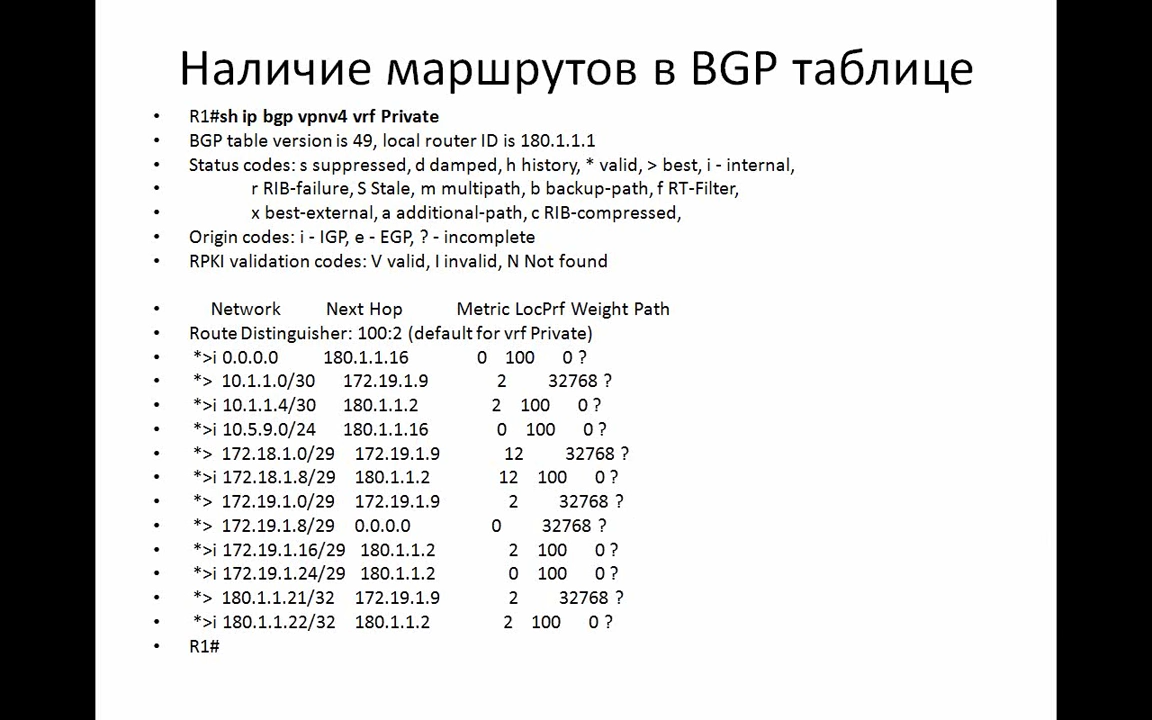 Наличие маршрутов в BGP таблице
• R1#sh ip bgp vpnv4 vrf Private
• BGP table version is 49, local router ID is 180.1.1.1
• Status codes: s suppressed, d damped, h history, * valid, > best, i - internal,
• r RIB-failure, S Stale, m multipath, b backup-path, f RT-Filter,
• x best-external, a additional-path, c RIB-compressed,
• Origin codes: i - IGP, e - EGP, ? - incomplete
• RPKI validation codes: V valid, I invalid, N Not found
• Network Next Hop Metric LocPrf Weight Path
• Route Distinguisher: 100:2 (default for vrf Private)
• *>i 0.0.0.0 180.1.1.16 0 100 0 ?
• *> 10.1.1.0/30 172.19.1.9 2 32768 ?
• *>i 10.1.1.4/30 180.1.1.2 2 100 0 ?
• *>i 10.5.9.0/24 180.1.1.16 0 100 0 ?
• *> 172.18.1.0/29 172.19.1.9 12 32768 ?
• *>i 172.18.1.8/29 180.1.1.2 12 100 0 ?
• *> 172.19.1.0/29 172.19.1.9 2 32768 ?
• *> 172.19.1.8/29 0.0.0.0 0 32768 ?
• *>i 172.19.1.16/29 180.1.1.2 2 100 0 ?
• *>i 172.19.1.24/29 180.1.1.2 0 100 0 ?
• *> 180.1.1.21/32 172.19.1.9 2 32768 ?
• *>i 180.1.1.22/32 180.1.1.2 2 100 0 ?
• R1#